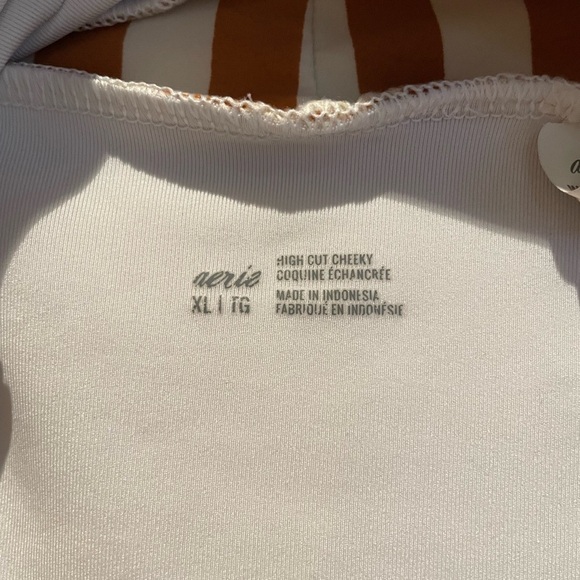 aerie
XL | TG
HIGH CUT CHEEKY
COQUINE ÉCHANCRÉE
MADE IN INDONESIA
FABRIQUÉ EN INDONÉSIE